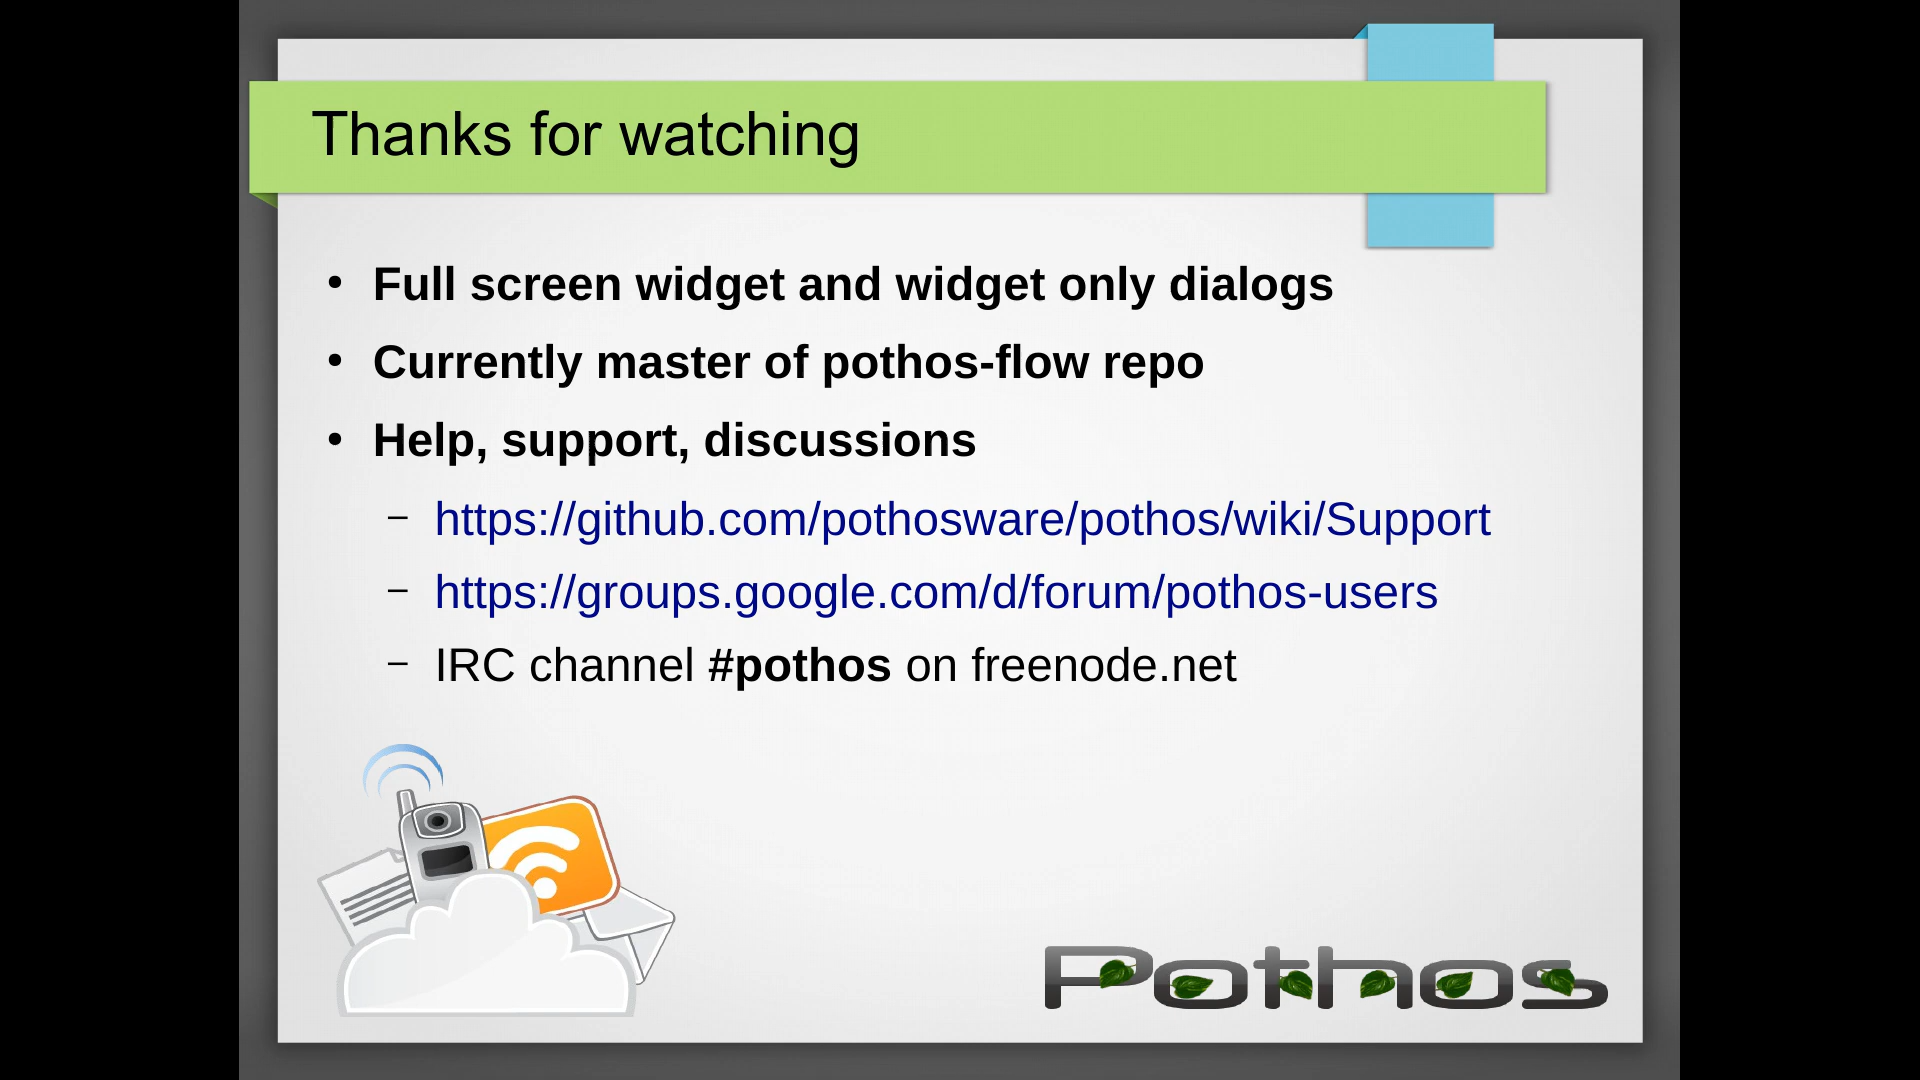 Thanks for watching
• Full screen widget and widget only dialogs
• Currently master of pothos-flow repo
• Help, support, discussions
– https://github.com/pothosware/pothos/wiki/Support
– https://groups.google.com/d/forum/pothos-users
– IRC channel #pothos on freenode.net
Pothos